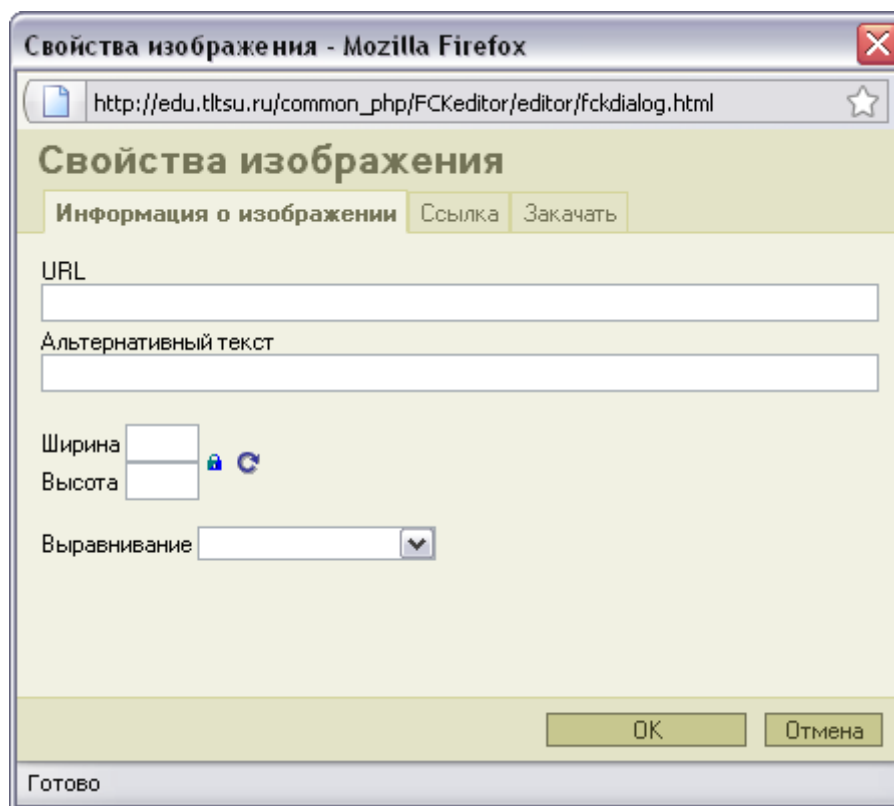 Свойства изображения - Mozilla Firefox
http://edu.tltsu.ru/common_php/FCKeditor/editor/fckdialog.html
Свойства изображения
Информация о изображении Ссылка Закачать
URL
Альтернативный текст
Ширина
Высота
Выравнивание
OK Отмена
Готово